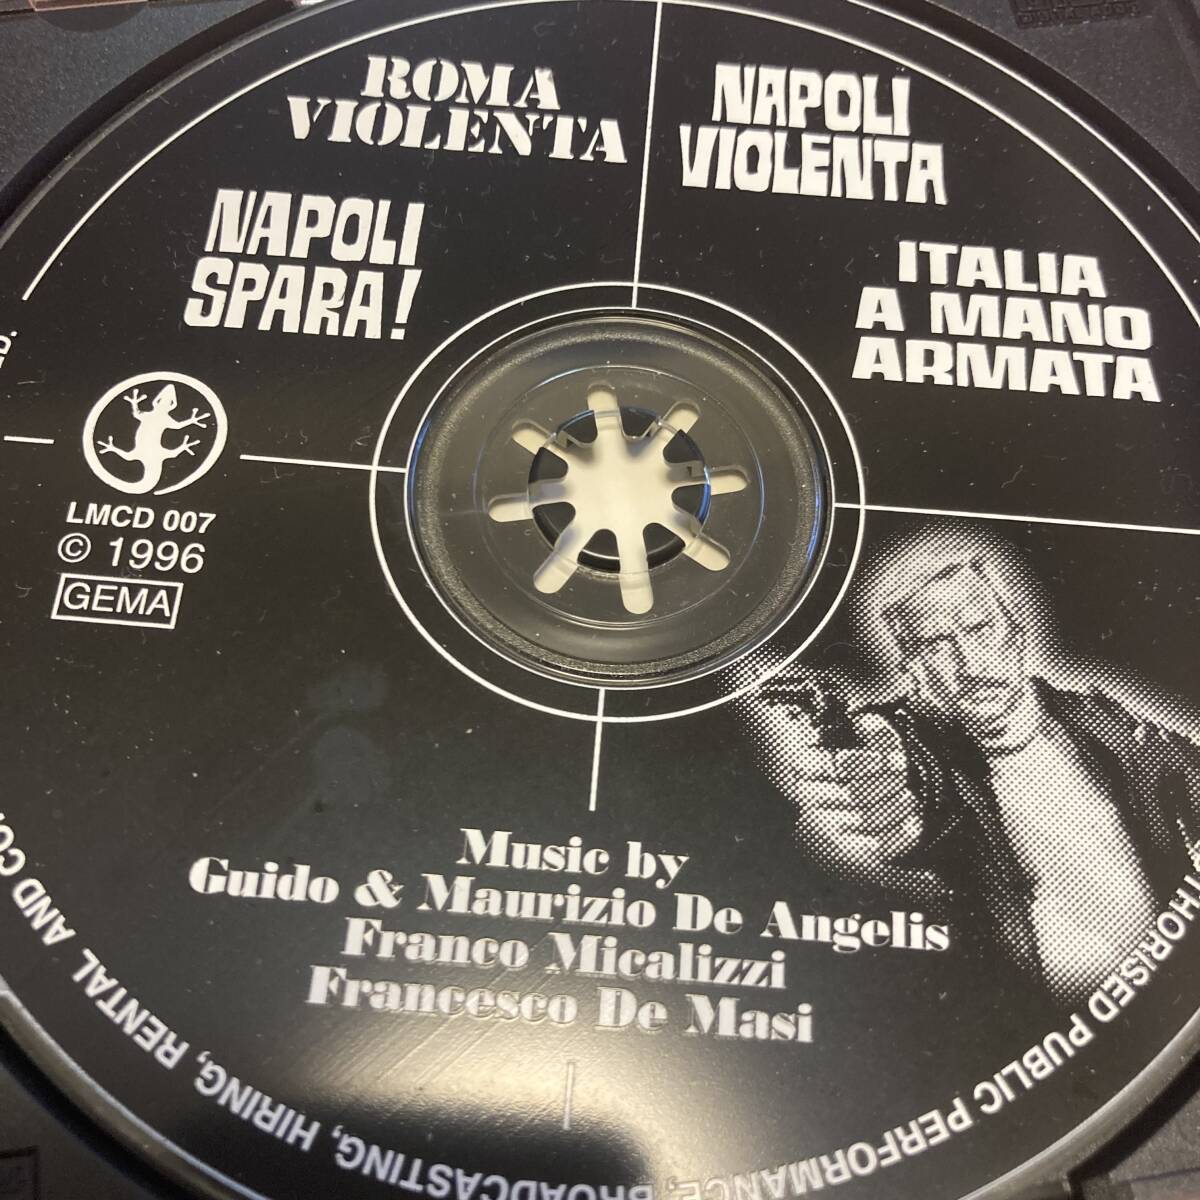 ROMA
VIOLENTA
NAPOLI
VIOLENTA
NAPOLI
SPARA!
ITALIA
A MANO
ARMATA
LMCD 007
© 1996
GEMA
Music by
Guido & Maurizio De Angelis
Franco Micalizzi
Francesco De Masi
PUBLIC PERFORMANCE, BROADCASTING, HIRING, RENTAL AND